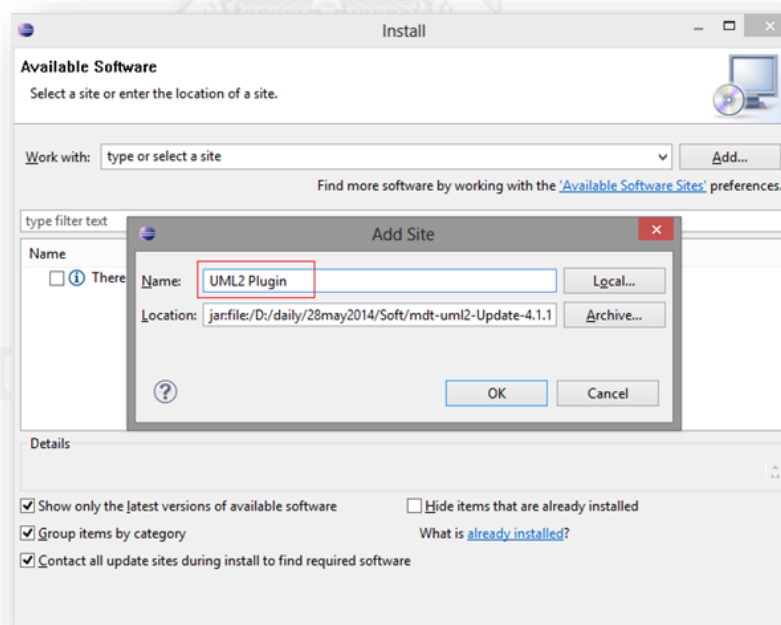 Install
Available Software
Select a site or enter the location of a site.
Work with: type or select a site Add...
Find more software by working with the 'Available Software Sites' preferences.
type filter text
Add Site
Name
There
Name: UML2 Plugin Local...
Location: jar:file:/D:/daily/28may2014/Soft/mdt-uml2-Update-4.1.1 Archive...
OK Cancel
Details
Show only the latest versions of available software Hide items that are already installed
Group items by category What is already installed?
Contact all update sites during install to find required software